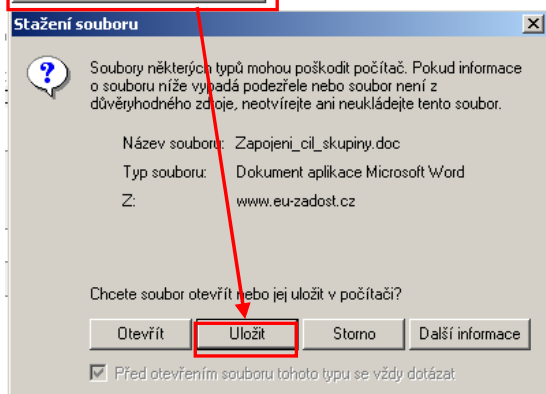 Stažení souboru
Soubory některých typů mohou poškodit počítač. Pokud informace
o souboru níže vypadá podezřele nebo soubor není z
důvěryhodného zdroje, neotvírejte ani neukládejte tento soubor.
Název souboru: Zapojeni_cil_skupiny.doc
Typ souboru: Dokument aplikace Microsoft Word
Z: www.eu-zadost.cz
Chcete soubor otevřít nebo jej uložit v počítači?
Otevřít Uložit Storno Další informace
Před otevřením souboru tohoto typu se vždy dotázat